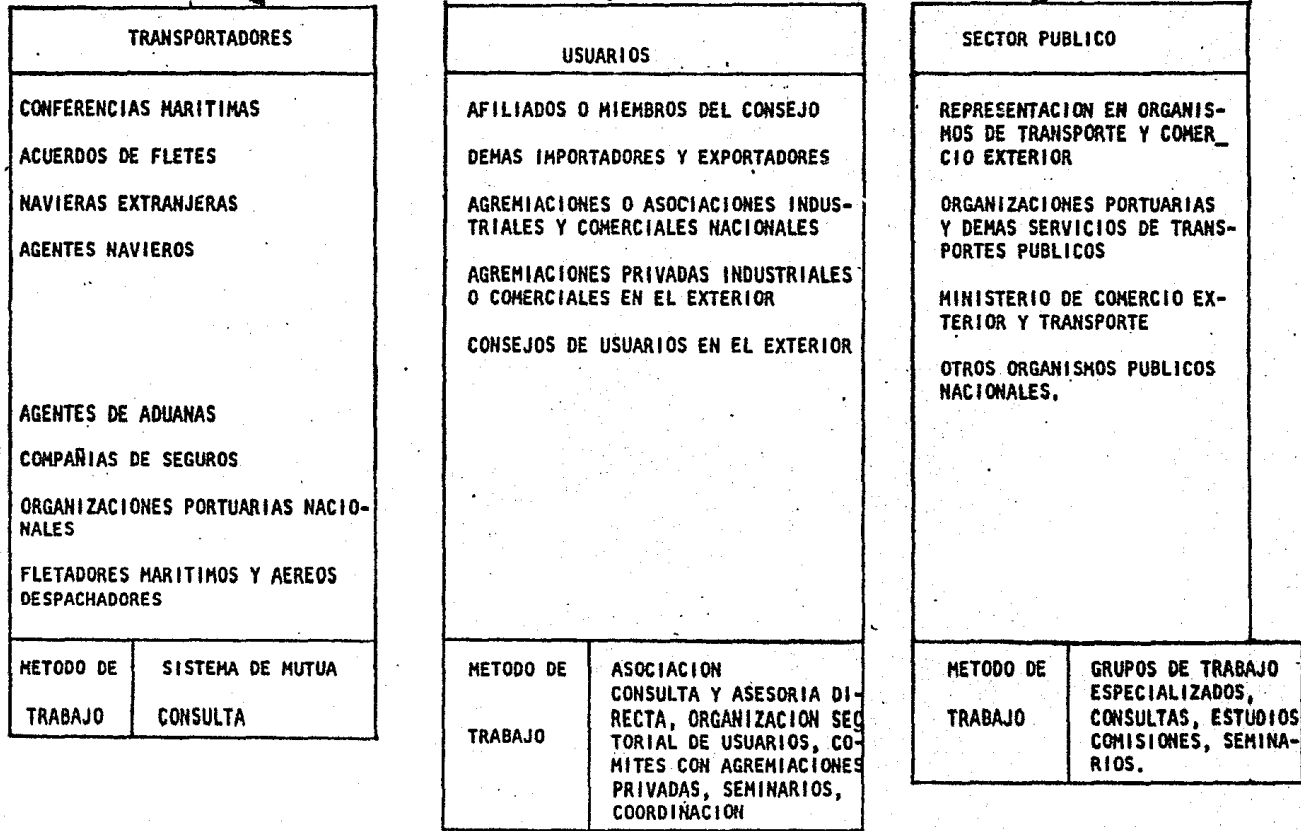 TRANSPORTADORES
CONFERENCIAS MARITIMAS
ACUERDOS DE FLETES
NAVIERAS EXTRANJERAS
AGENTES NAVIEROS
AGENTES DE ADUANAS
COMPAÑIAS DE SEGUROS
ORGANIZACIONES PORTUARIAS NACIO-
NALES
FLETADORES MARITIMOS Y AEREOS
DESPACHADORES
METODO DE
TRABAJO
SISTEMA DE MUTUA
CONSULTA
USUARIOS
AFILIADOS O MIEMBROS DEL CONSEJO
DEMAS IMPORTADORES Y EXPORTADORES
AGREMIACIONES O ASOCIACIONES INDUS-
TRIALES Y COMERCIALES NACIONALES
AGREMIACIONES PRIVADAS INDUSTRIALES
O COMERCIALES EN EL EXTERIOR
CONSEJOS DE USUARIOS EN EL EXTERIOR
METODO DE
TRABAJO
ASOCIACION
CONSULTA Y ASESORIA DI-
RECTA, ORGANIZACION SEC
TORIAL DE USUARIOS, CO-
MITES CON AGREMIACIONES
PRIVADAS, SEMINARIOS,
COORDINACION
SECTOR PUBLICO
REPRESENTACION EN ORGANIS-
MOS DE TRANSPORTE Y COMER_
CIO EXTERIOR
ORGANIZACIONES PORTUARIAS
Y DEMAS SERVICIOS DE TRANS-
PORTES PUBLICOS
MINISTERIO DE COMERCIO EX-
TERIOR Y TRANSPORTE
OTROS ORGANISMOS PUBLICOS
NACIONALES.
METODO DE
TRABAJO
GRUPOS DE TRABAJO
ESPECIALIZADOS,
CONSULTAS, ESTUDIOS
COMISIONES, SEMINA-
RIOS.